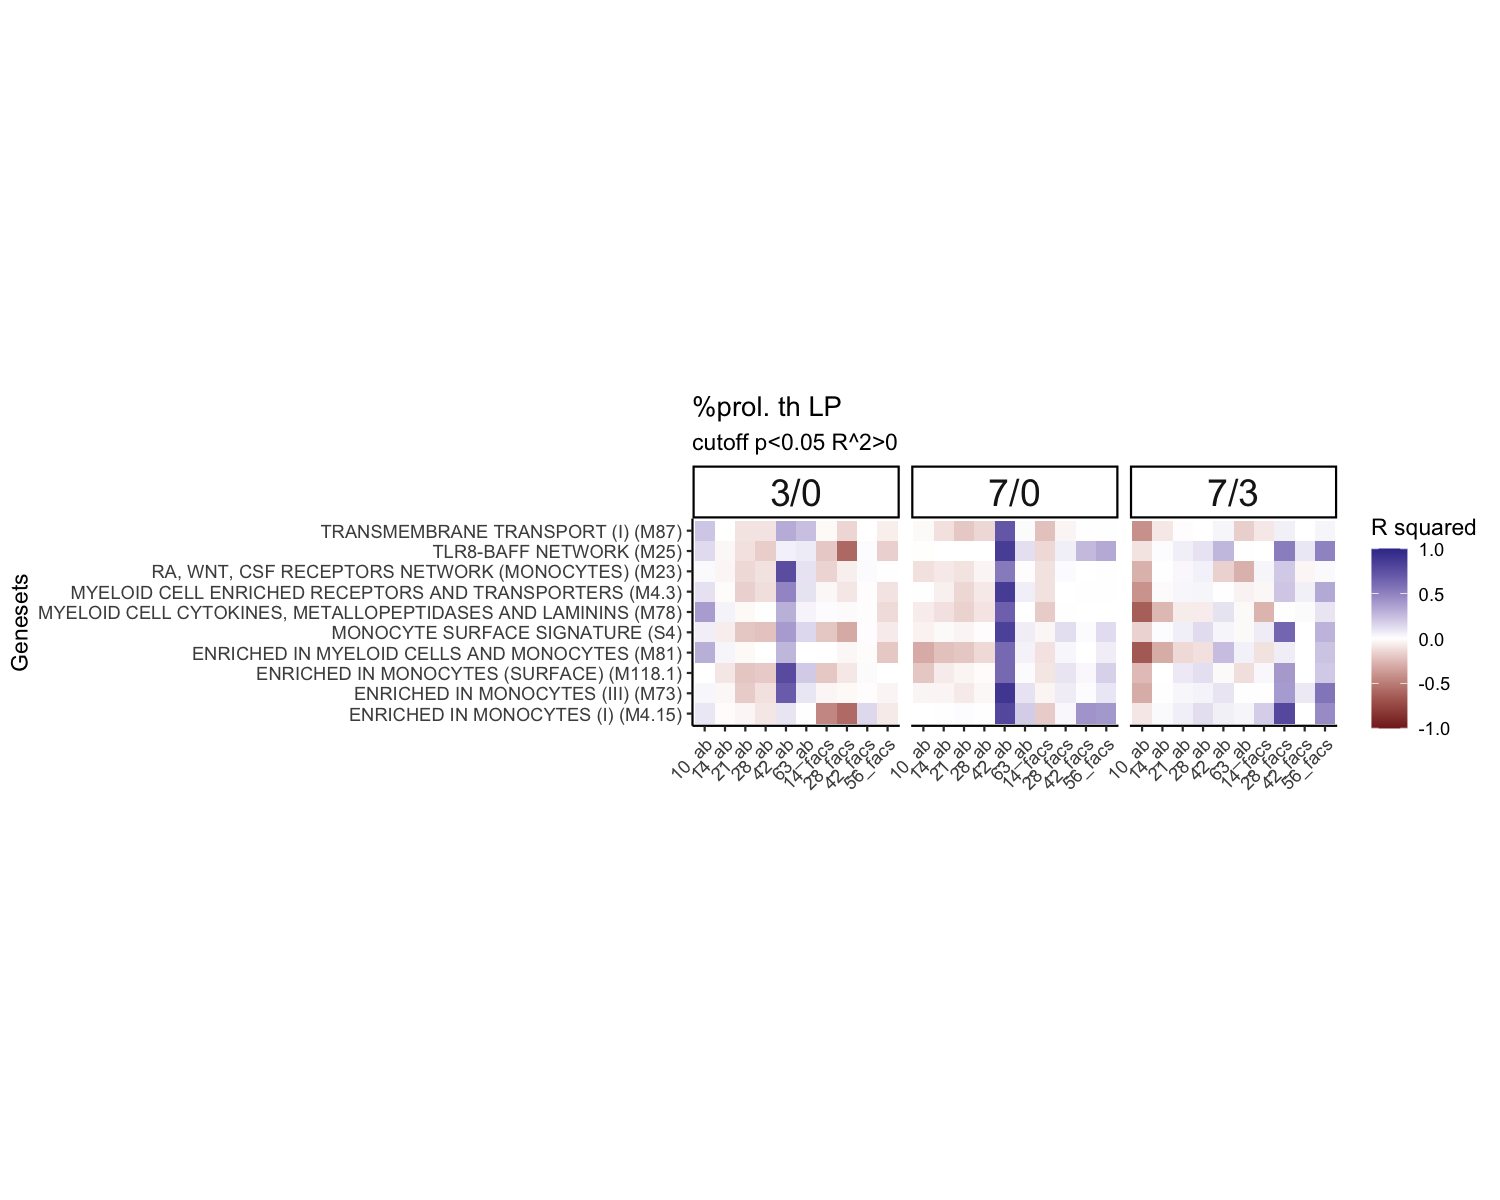 %prol. th LP
cutoff p<0.05 R^2>0
3/0 7/0 7/3
Genesets
TRANSMEMBRANE TRANSPORT (I) (M87)
TLR8-BAFF NETWORK (M25)
RA, WNT, CSF RECEPTORS NETWORK (MONOCYTES) (M23)
MYELOID CELL ENRICHED RECEPTORS AND TRANSPORTERS (M4.3)
MYELOID CELL CYTOKINES, METALLOPEPTIDASES AND LAMININS (M78)
MONOCYTE SURFACE SIGNATURE (S4)
ENRICHED IN MYELOID CELLS AND MONOCYTES (M81)
ENRICHED IN MONOCYTES (SURFACE) (M118.1)
ENRICHED IN MONOCYTES (III) (M73)
ENRICHED IN MONOCYTES (I) (M4.15)
10_ab 14_ab 21_ab 28_ab 42_ab 63_ab 14_facs 28_facs 42_facs 56_facs
10_ab 14_ab 21_ab 28_ab 42_ab 63_ab 14_facs 28_facs 42_facs 56_facs
10_ab 14_ab 21_ab 28_ab 42_ab 63_ab 14_facs 28_facs 42_facs 56_facs
R squared
1.0
0.5
0.0
-0.5
-1.0